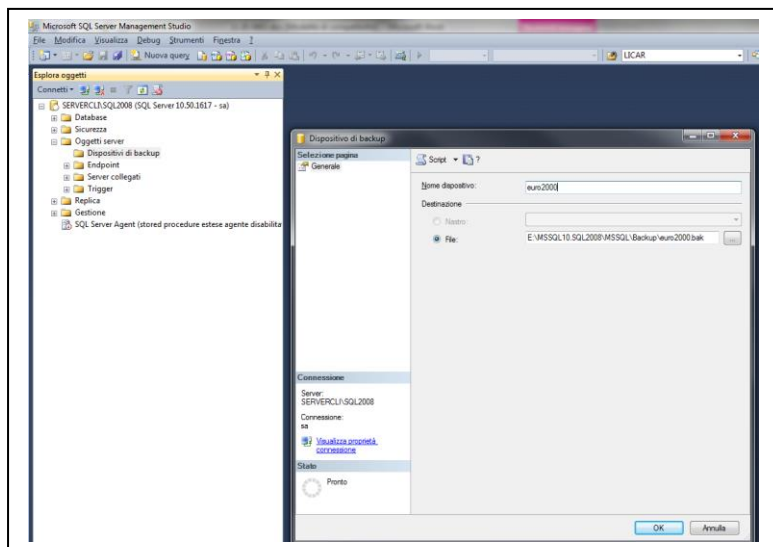 Microsoft SQL Server Management Studio
File Modifica Visualizza Debug Strumenti Finestra ?
Nuova query
LICAR
Esplora oggetti
Connetti
SERVERCLI\SQL2008 (SQL Server 10.50.1617 - sa)
Database
Sicurezza
Oggetti server
Dispositivi di backup
Endpoint
Server collegati
Trigger
Replica
Gestione
SQL Server Agent (stored procedure estese agente disabilita
Dispositivo di backup
Selezione pagina
Generale
Script ?
Nome dispositivo:
euro2000
Destinazione
Nastro:
File:
E:\MSSQL10.SQL2008\MSSQL\Backup\euro2000.bak
...
Connessione
Server:
SERVERCLI\SQL2008
Connessione:
sa
Visualizza proprietà
connessione
Stato
Pronto
OK
Annulla